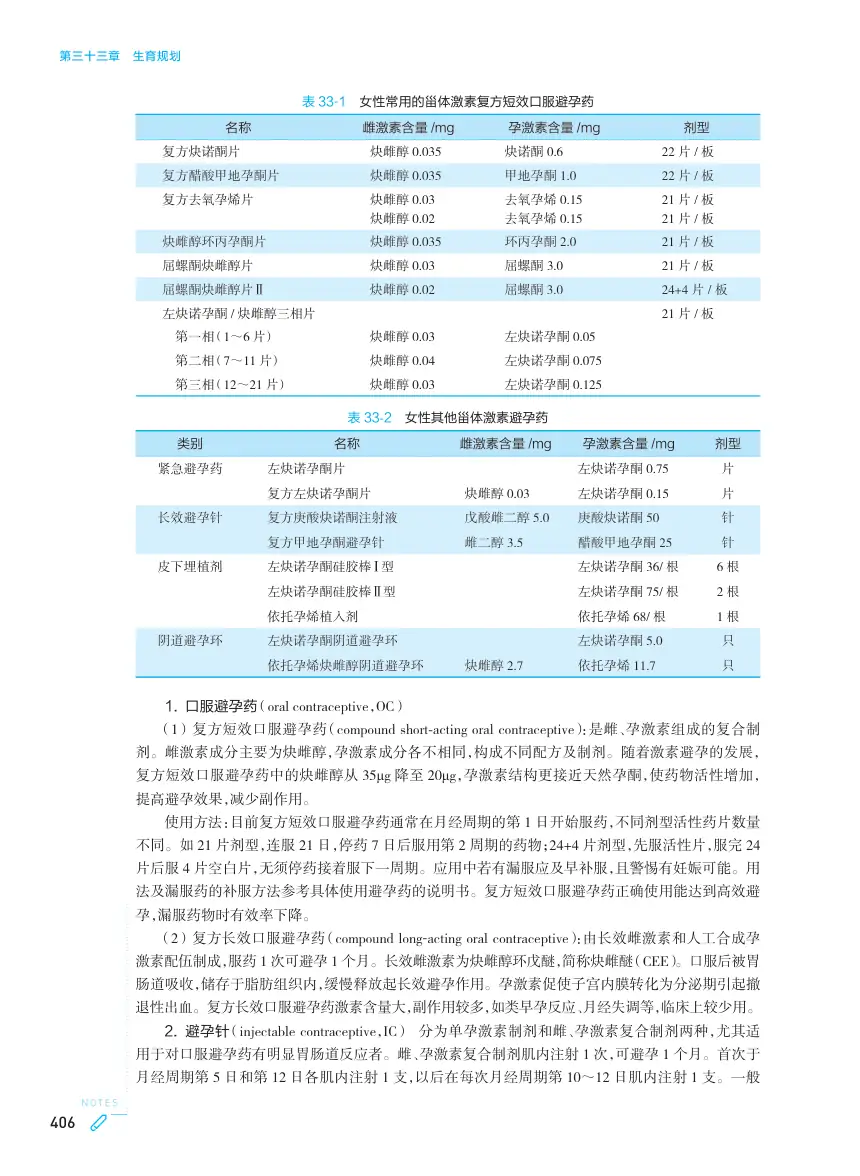 第三十三章 生育规划
表 33-1 女性常用的甾体激素复方短效口服避孕药
名称 雌激素含量 /mg 孕激素含量 /mg 剂型
复方炔诺酮片 炔雌醇 0.035 炔诺酮 0.6 22 片 / 板
复方醋酸甲地孕酮片 炔雌醇 0.035 甲地孕酮 1.0 22 片 / 板
复方去氧孕烯片 炔雌醇 0.03 去氧孕烯 0.15 21 片 / 板
炔雌醇 0.02 去氧孕烯 0.15 21 片 / 板
炔雌醇环丙孕酮片 炔雌醇 0.035 环丙孕酮 2.0 21 片 / 板
屈螺酮炔雌醇片 炔雌醇 0.03 屈螺酮 3.0 21 片 / 板
屈螺酮炔雌醇片Ⅱ 炔雌醇 0.02 屈螺酮 3.0 24+4 片 / 板
左炔诺孕酮 / 炔雌醇三相片 21 片 / 板
第一相(1～6 片) 炔雌醇 0.03 左炔诺孕酮 0.05
第二相(7～11 片) 炔雌醇 0.04 左炔诺孕酮 0.075
第三相(12～21 片) 炔雌醇 0.03 左炔诺孕酮 0.125
表 33-2 女性其他甾体激素避孕药
类别 名称 雌激素含量 /mg 孕激素含量 /mg 剂型
紧急避孕药 左炔诺孕酮片 左炔诺孕酮 0.75 片
复方左炔诺孕酮片 炔雌醇 0.03 左炔诺孕酮 0.15 片
长效避孕针 复方庚酸炔诺酮注射液 戊酸雌二醇 5.0 庚酸炔诺酮 50 针
复方甲地孕酮避孕针 雌二醇 3.5 醋酸甲地孕酮 25 针
皮下埋植剂 左炔诺孕酮硅胶棒Ⅰ型 左炔诺孕酮 36/ 根 6 根
左炔诺孕酮硅胶棒Ⅱ型 左炔诺孕酮 75/ 根 2 根
依托孕烯植入剂 依托孕烯 68/ 根 1 根
阴道避孕环 左炔诺孕酮阴道避孕环 左炔诺孕酮 5.0 只
依托孕烯炔雌醇阴道避孕环 炔雌醇 2.7 依托孕烯 11.7 只
1. 口服避孕药(oral contraceptive,OC)
(1)复方短效口服避孕药(compound short-acting oral contraceptive):是雌、孕激素组成的复合制
剂。雌激素成分主要为炔雌醇,孕激素成分各不相同,构成不同配方及制剂。随着激素避孕的发展,
复方短效口服避孕药中的炔雌醇从 35μg 降至 20μg,孕激素结构更接近天然孕酮,使药物活性增加,
提高避孕效果,减少副作用。
使用方法:目前复方短效口服避孕药通常在月经周期的第 1 日开始服药,不同剂型活性药片数量
不同。如 21 片剂型,连服 21 日,停药 7 日后服用第 2 周期的药物;24+4 片剂型,先服活性片,服完 24
片后服 4 片空白片,无须停药接着服下一周期。应用中若有漏服应及早补服,且警惕有妊娠可能。用
法及漏服药的补服方法参考具体使用避孕药的说明书。复方短效口服避孕药正确使用能达到高效避
孕,漏服药物时有效率下降。
(2)复方长效口服避孕药(compound long-acting oral contraceptive):由长效雌激素和人工合成孕
激素配伍制成,服药 1 次可避孕 1 个月。长效雌激素为炔雌醇环戊醚,简称炔雌醚(CEE)。口服后被胃
肠道吸收,储存于脂肪组织内,缓慢释放起长效避孕作用。孕激素促使子宫内膜转化为分泌期引起撤
退性出血。复方长效口服避孕药激素含量大,副作用较多,如类早孕反应、月经失调等,临床上较少用。
2. 避孕针(injectable contraceptive,IC) 分为单孕激素制剂和雌、孕激素复合制剂两种,尤其适
用于对口服避孕药有明显胃肠道反应者。雌、孕激素复合制剂肌内注射 1 次,可避孕 1 个月。首次于
月经周期第 5 日和第 12 日各肌内注射 1 支,以后在每次月经周期第 10～12 日肌内注射 1 支。一般
NOTES
406